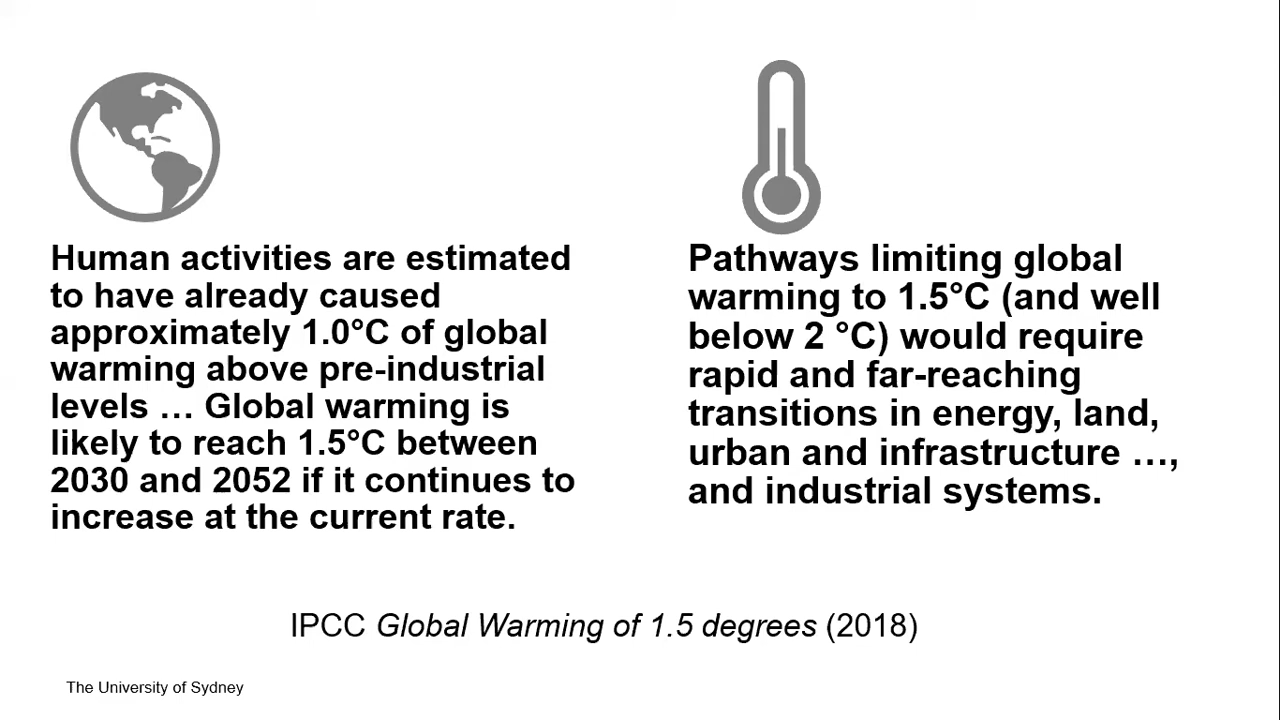 Human activities are estimated
to have already caused
approximately 1.0°C of global
warming above pre-industrial
levels … Global warming is
likely to reach 1.5°C between
2030 and 2052 if it continues to
increase at the current rate.
Pathways limiting global
warming to 1.5°C (and well
below 2 °C) would require
rapid and far-reaching
transitions in energy, land,
urban and infrastructure …,
and industrial systems.
IPCC Global Warming of 1.5 degrees (2018)
The University of Sydney